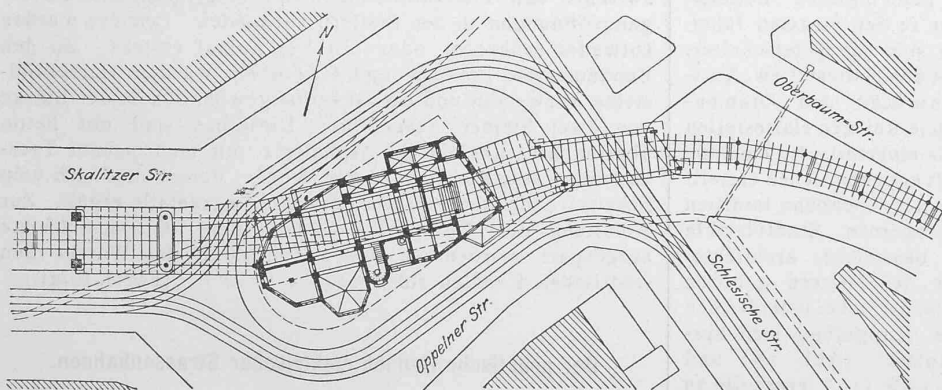 N
Oberbaum-Str.
Skalitzer Str.
Oppelner Str.
Schlesische Str.